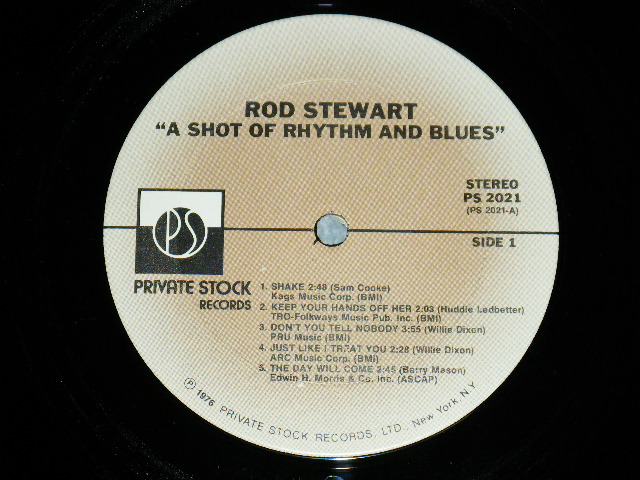 ROD STEWART
“A SHOT OF RHYTHM AND BLUES”
STEREO
PS 2021
(PS 2021-A)
SIDE 1
PS
PRIVATE STOCK
RECORDS
1. SHAKE 2:48 (Sam Cooke)
Kags Music Corp. (BMI)
2. KEEP YOUR HANDS OFF HER 2:03 (Huddie Ledbetter)
TRO-Folkways Music Pub. Inc. (BMI)
3. DON'T YOU TELL NOBODY 3:55 (Willie Dixon)
PRU Music (BMI)
4. JUST LIKE I TREAT YOU 2:28 (Willie Dixon)
ARC Music Corp. (BMI)
5. THE DAY WILL COME 2:45 (Barry Mason)
Edwin H. Morris & Co. Inc. (ASCAP)
Ⓟ 1976 PRIVATE STOCK RECORDS, LTD., New York, N.Y.